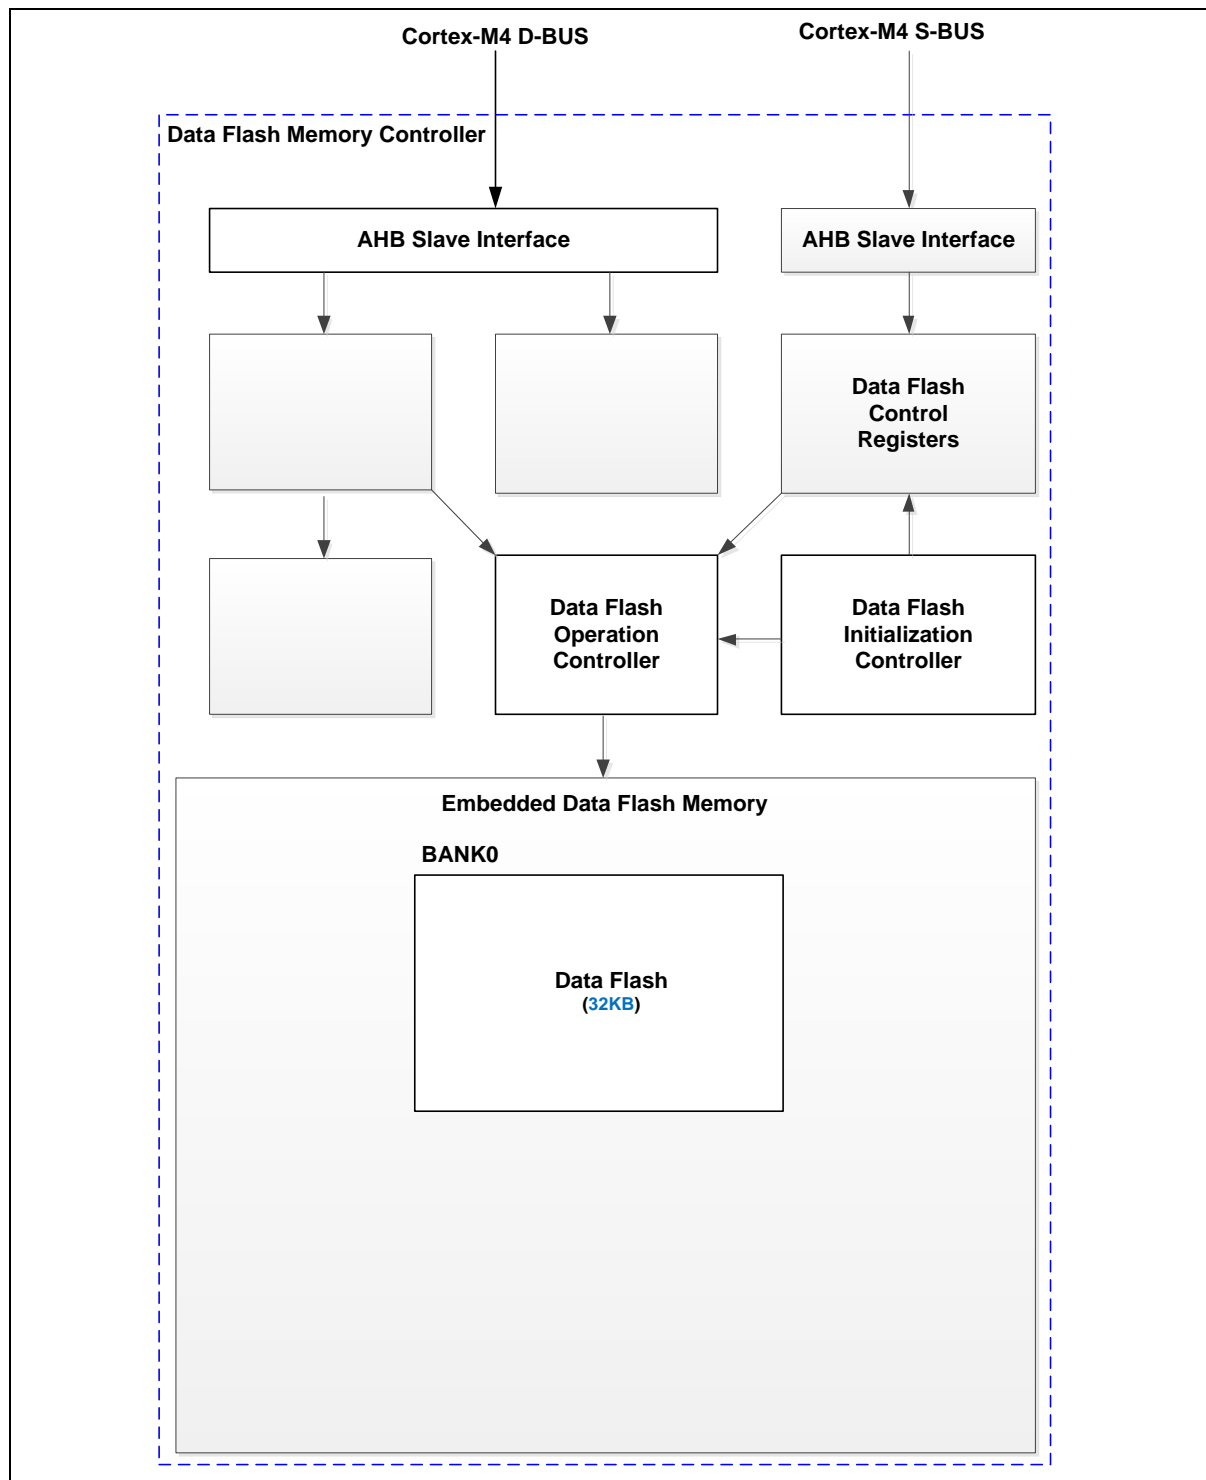 Cortex-M4 D-BUS
Cortex-M4 S-BUS
Data Flash Memory Controller
AHB Slave Interface
AHB Slave Interface
Data Flash
Control
Registers
Data Flash
Operation
Controller
Data Flash
Initialization
Controller
Embedded Data Flash Memory
BANK0
Data Flash
(32KB)